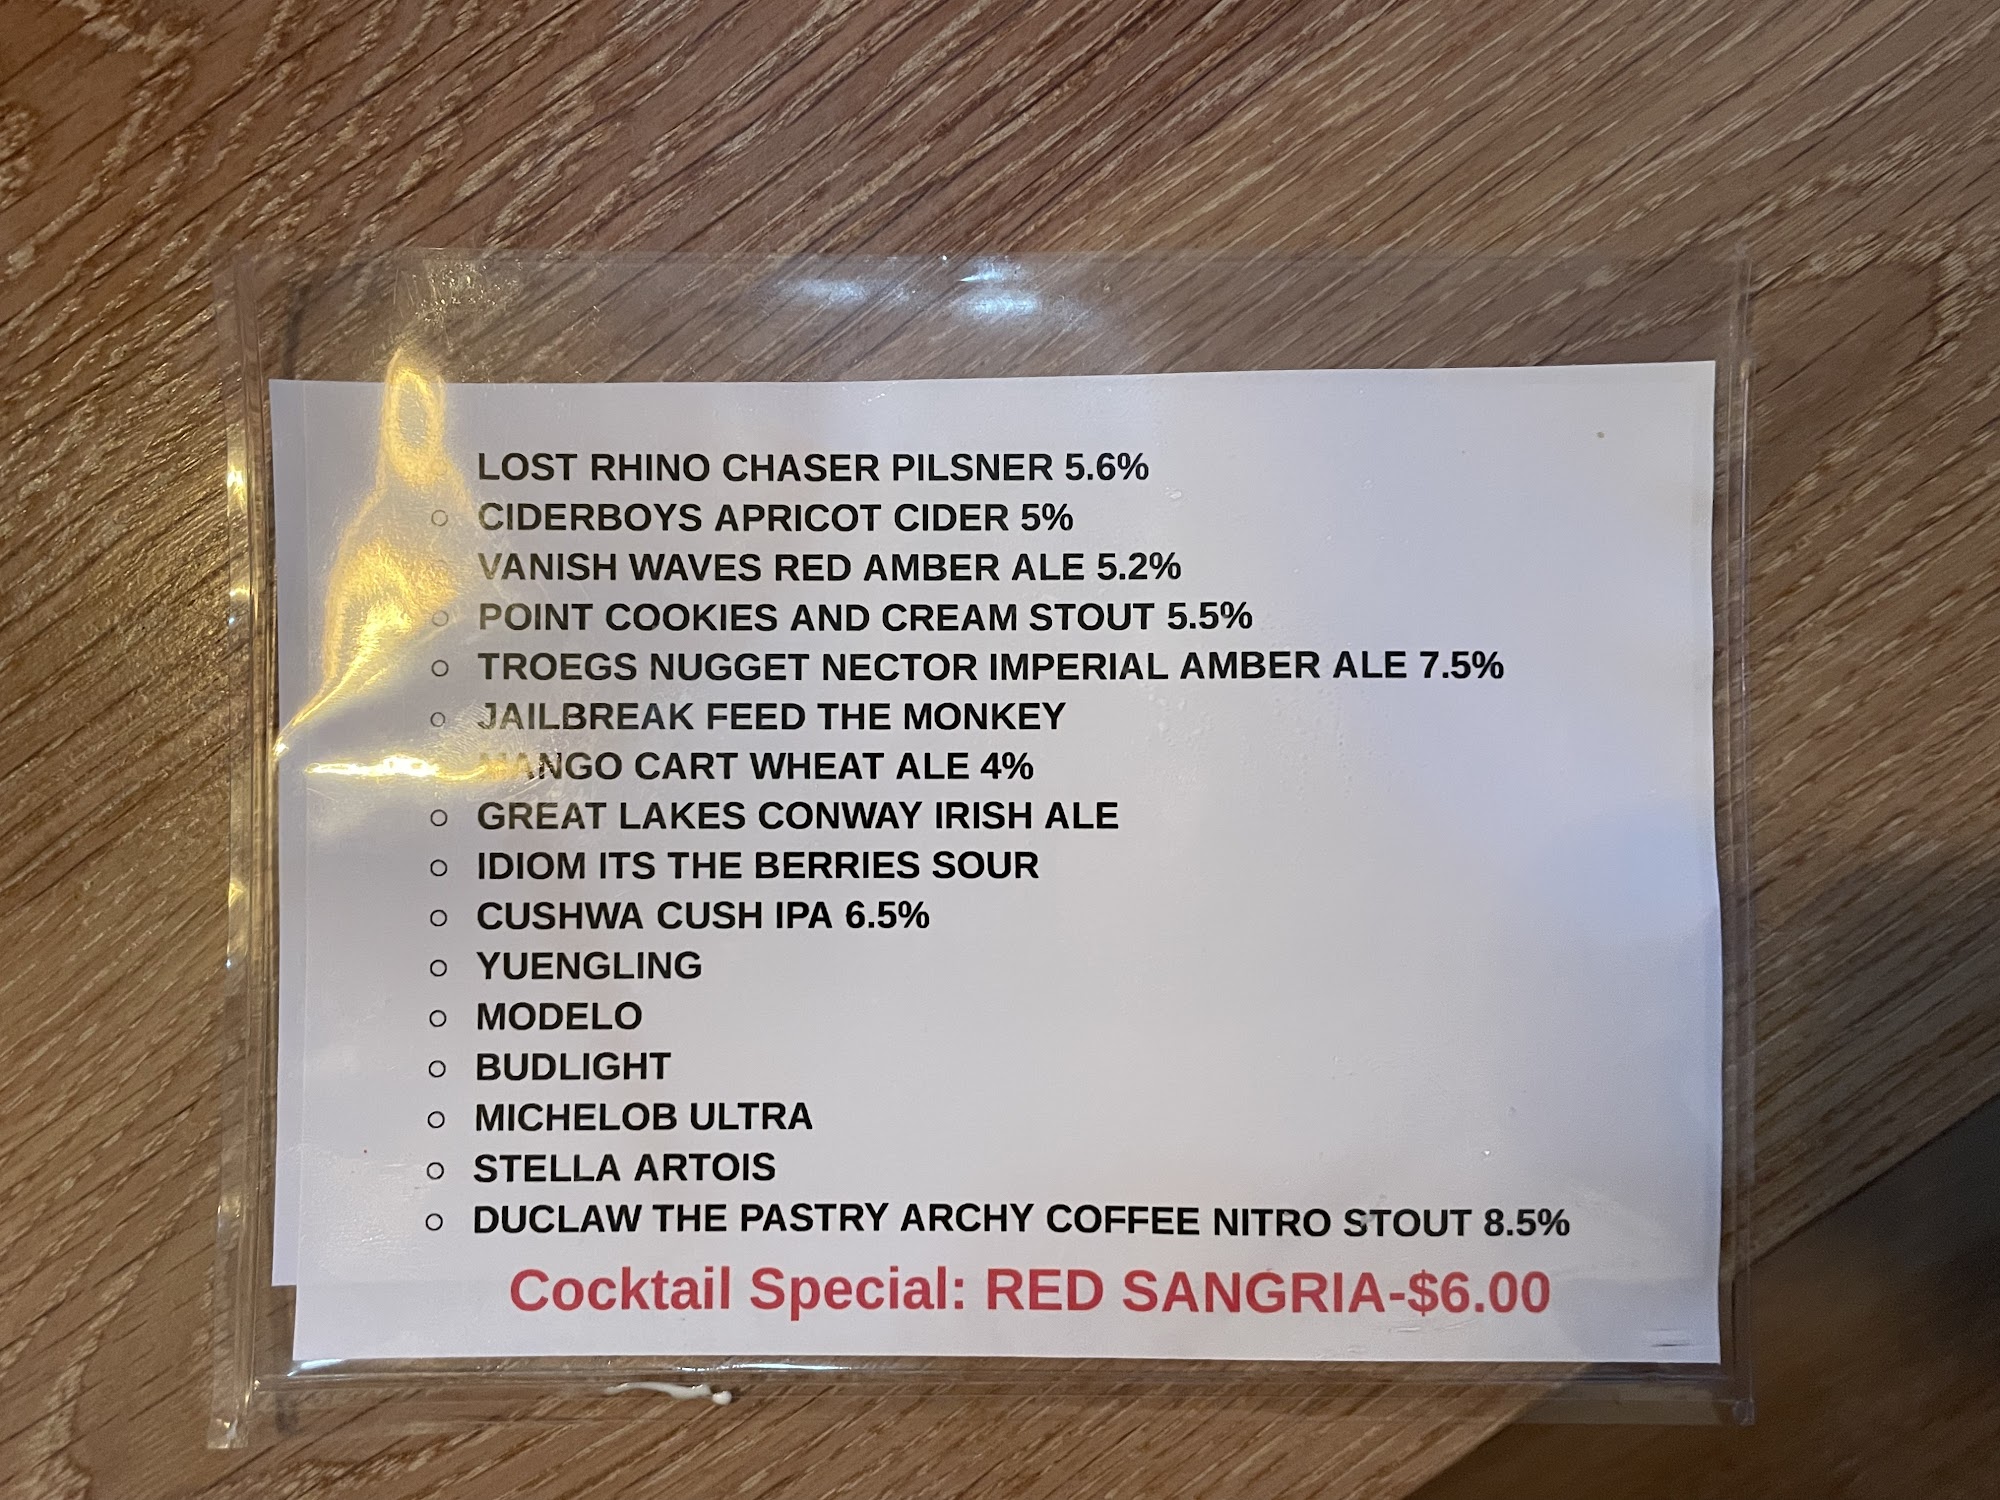 LOST RHINO CHASER PILSNER 5.6%
CIDERBOYS APRICOT CIDER 5%
VANISH WAVES RED AMBER ALE 5.2%
POINT COOKIES AND CREAM STOUT 5.5%
TROEGS NUGGET NECTOR IMPERIAL AMBER ALE 7.5%
JAILBREAK FEED THE MONKEY
MANGO CART WHEAT ALE 4%
GREAT LAKES CONWAY IRISH ALE
IDIOM ITS THE BERRIES SOUR
CUSHWA CUSH IPA 6.5%
YUENGLING
MODELO
BUDLIGHT
MICHELOB ULTRA
STELLA ARTOIS
DUCLAW THE PASTRY ARCHY COFFEE NITRO STOUT 8.5%
Cocktail Special: RED SANGRIA-$6.00